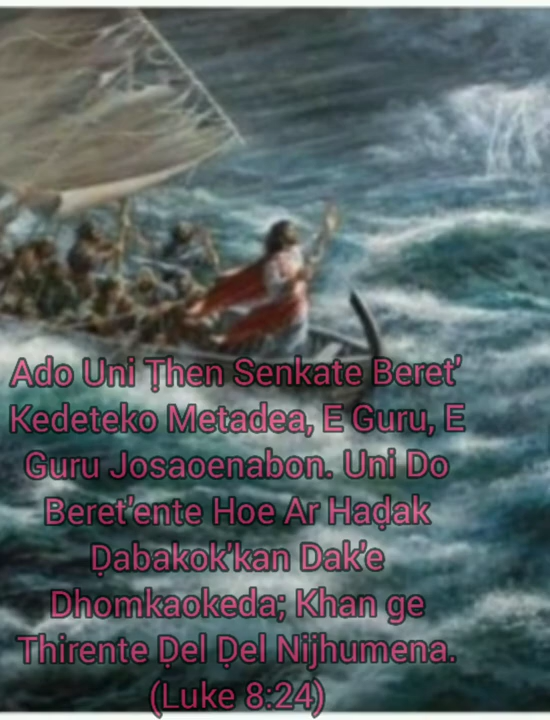 Ado Uni Ṭhen Senkate Beret’
Kedeteko Metadea, E Guru, E
Guru Josaoenabon. Uni Do
Beret’ente Hoe Ar Haḍak
Ḍabakok’kan Dak’e
Dhomkaokeda; Khan ge
Thirente Ḍel Ḍel Nijhumena.
(Luke 8:24)